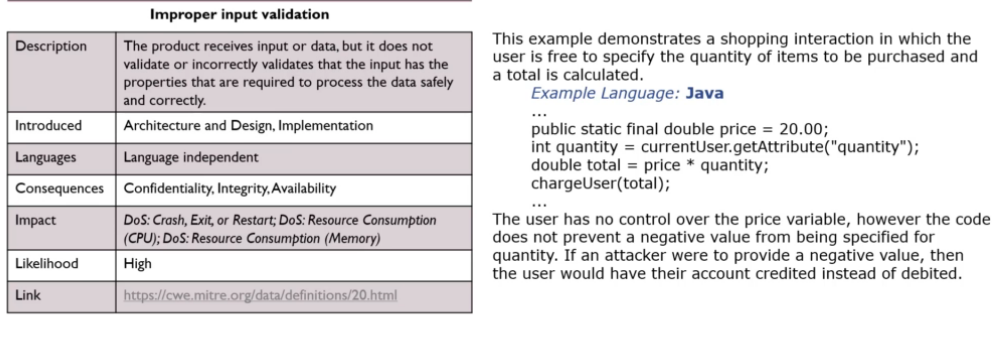 Improper input validation
Description
The product receives input or data, but it does not
validate or incorrectly validates that the input has the
properties that are required to process the data safely
and correctly.
Introduced
Architecture and Design, Implementation
Languages
Language independent
Consequences
Confidentiality, Integrity, Availability
Impact
DoS: Crash, Exit, or Restart; DoS: Resource Consumption
(CPU); DoS: Resource Consumption (Memory)
Likelihood
High
Link
https://cwe.mitre.org/data/definitions/20.html
This example demonstrates a shopping interaction in which the
user is free to specify the quantity of items to be purchased and
a total is calculated.
Example Language: Java
...
public static final double price = 20.00;
int quantity = currentUser.getAttribute("quantity");
double total = price * quantity;
chargeUser(total);
...
The user has no control over the price variable, however the code
does not prevent a negative value from being specified for
quantity. If an attacker were to provide a negative value, then
the user would have their account credited instead of debited.